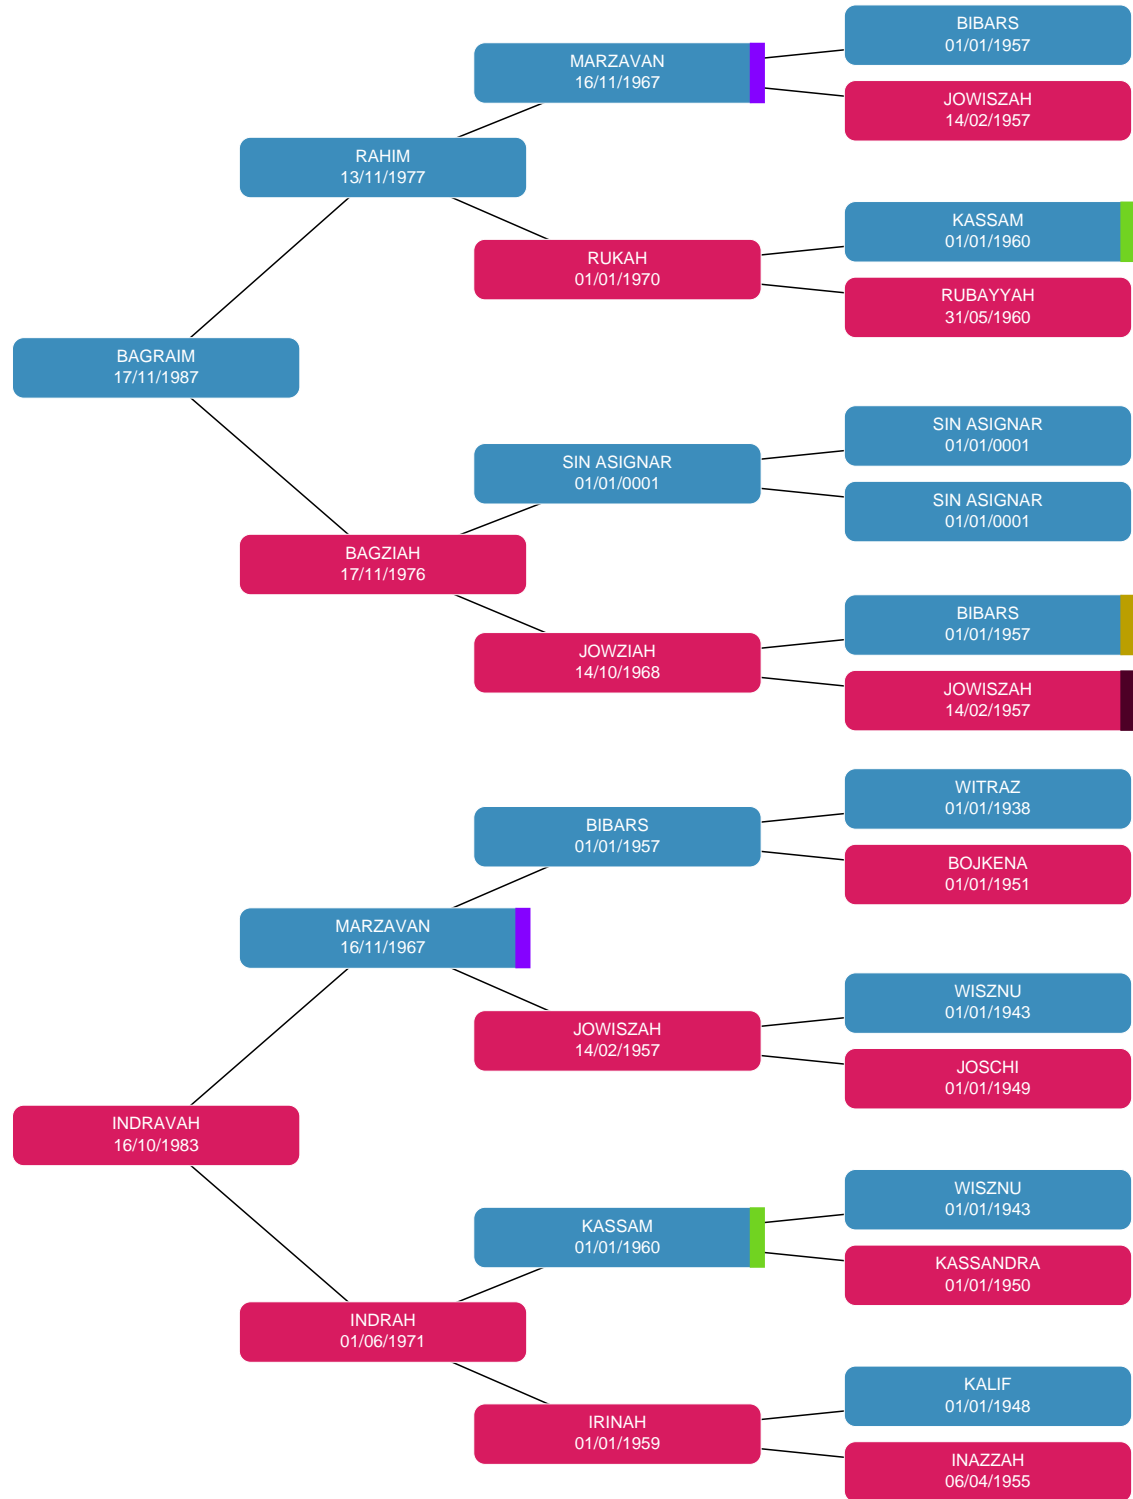 BIBARS
01/01/1957
MARZAVAN
16/11/1967
JOWISZAH
14/02/1957
RAHIM
13/11/1977
KASSAM
01/01/1960
RUKAH
01/01/1970
RUBAYYAH
31/05/1960
BAGRAIM
17/11/1987
SIN ASIGNAR
01/01/0001
SIN ASIGNAR
01/01/0001
SIN ASIGNAR
01/01/0001
BAGZIAH
17/11/1976
BIBARS
01/01/1957
JOWZIAH
14/10/1968
JOWISZAH
14/02/1957
WITRAZ
01/01/1938
BIBARS
01/01/1957
BOJKENA
01/01/1951
MARZAVAN
16/11/1967
WISZNU
01/01/1943
JOWISZAH
14/02/1957
JOSCHI
01/01/1949
INDRAVAH
16/10/1983
WISZNU
01/01/1943
KASSAM
01/01/1960
KASSANDRA
01/01/1950
INDRAH
01/06/1971
KALIF
01/01/1948
IRINAH
01/01/1959
INAZZAH
06/04/1955